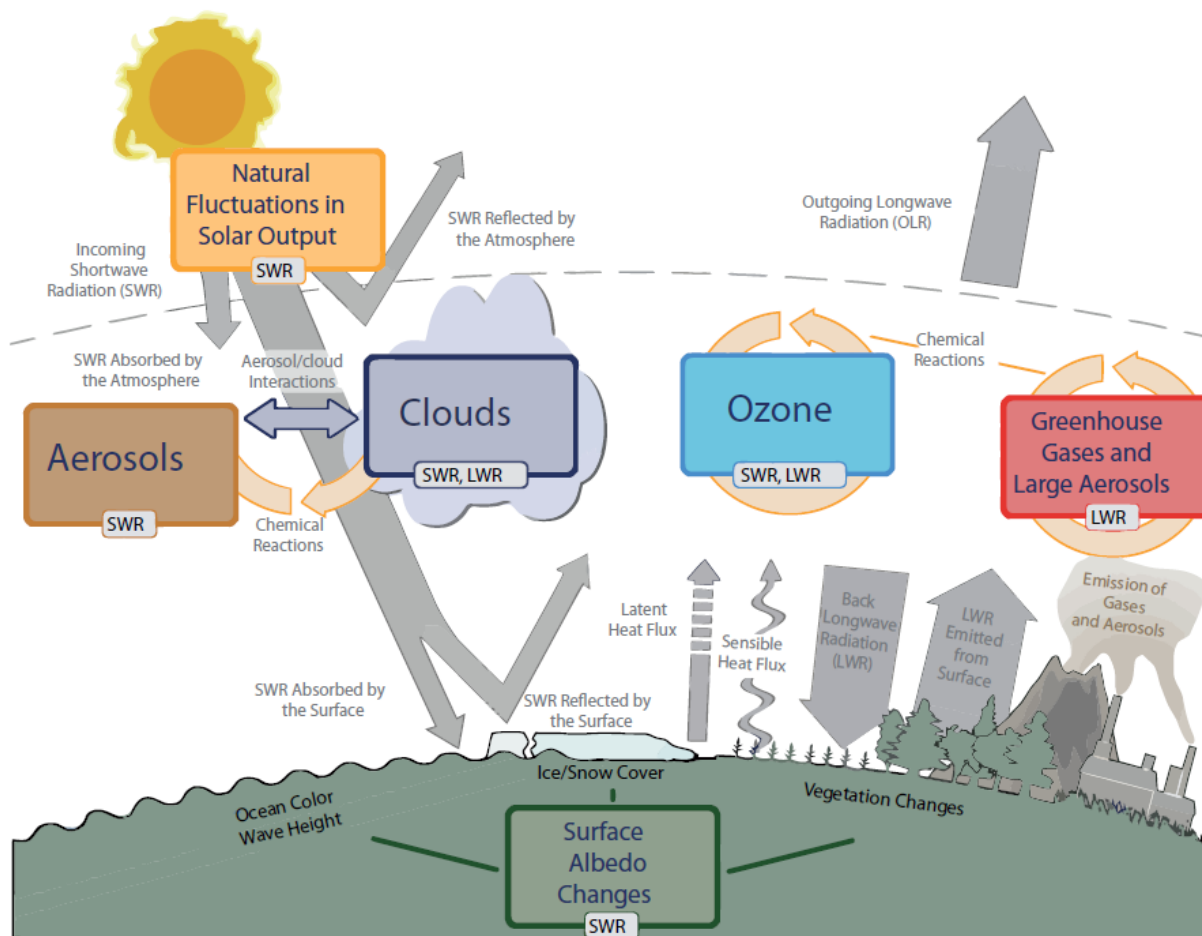 Natural
Fluctuations in
Solar Output
SWR
Incoming
Shortwave
Radiation (SWR)
SWR Reflected by
the Atmosphere
Outgoing Longwave
Radiation (OLR)
SWR Absorbed by
the Atmosphere
Aerosol/cloud
Interactions
Chemical
Reactions
Aerosols
SWR
Clouds
SWR, LWR
Ozone
SWR, LWR
Greenhouse
Gases and
Large Aerosols
LWR
Chemical
Reactions
Latent
Heat Flux
Sensible
Heat Flux
Back
Longwave
Radiation
(LWR)
LWR
Emitted
from
Surface
Emission of
Gases
and Aerosols
SWR Absorbed by
the Surface
SWR Reflected by
the Surface
Ice/Snow Cover
Ocean Color
Wave Height
Vegetation Changes
Surface
Albedo
Changes
SWR